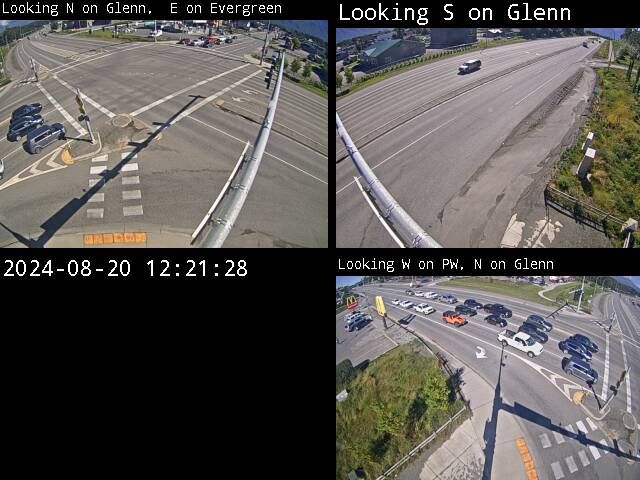 Looking N on Glenn,  E on Evergreen
Looking S on Glenn
2024-08-20 12:21:28
Looking W on PW, N on Glenn